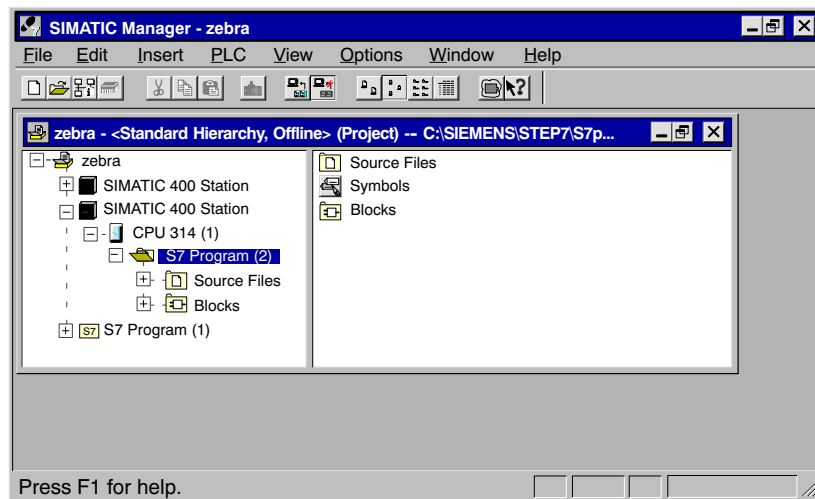 SIMATIC Manager - zebra
File Edit Insert PLC View Options Window Help
zebra - <Standard Hierarchy, Offline> (Project) -- C:\SIEMENS\STEP7\S7p...
zebra
SIMATIC 400 Station
SIMATIC 400 Station
CPU 314 (1)
S7 Program (2)
Source Files
Blocks
S7 S7 Program (1)
Source Files
Symbols
Blocks
Press F1 for help.